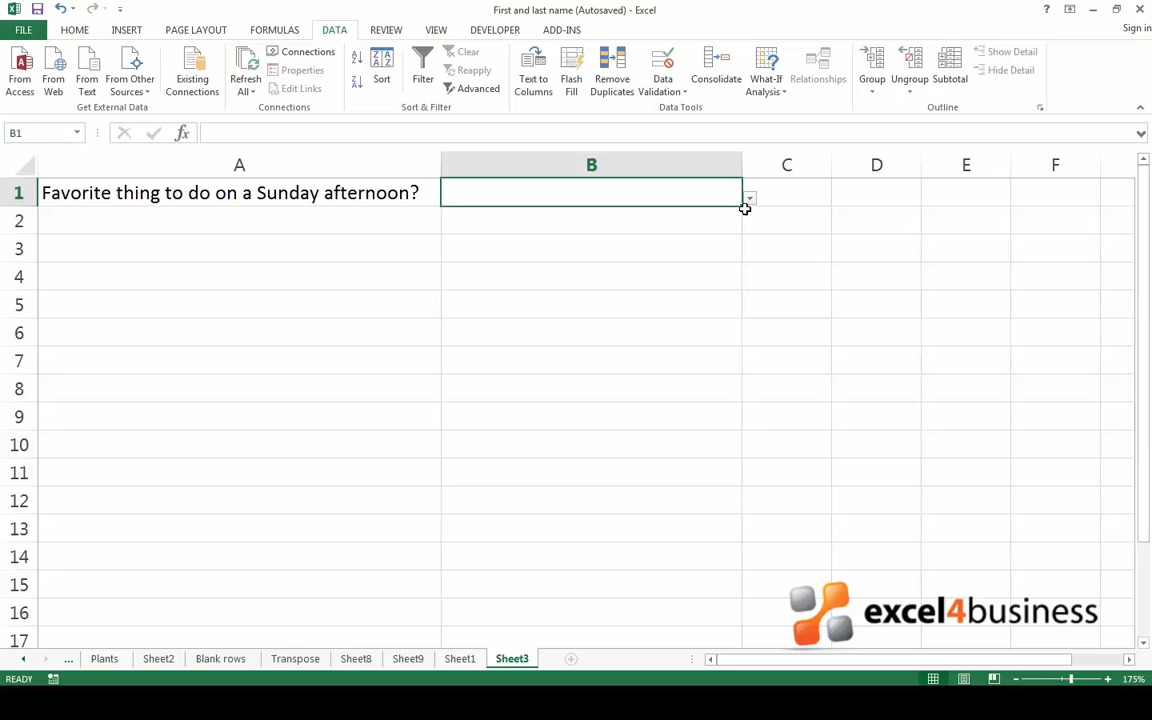 First and last name (Autosaved) - Excel
?
Sign in
FILE
HOME
INSERT
PAGE LAYOUT
FORMULAS
DATA
REVIEW
VIEW
DEVELOPER
ADD-INS
From Access
From Web
From Text
From Other Sources
Get External Data
Existing Connections
Refresh All
Connections
Properties
Edit Links
Connections
Sort
Filter
Clear
Reapply
Advanced
Sort & Filter
Text to Columns
Flash Fill
Remove Duplicates
Data Validation
Consolidate
What-If Analysis
Relationships
Data Tools
Group
Ungroup
Subtotal
Show Detail
Hide Detail
Outline
B1
fx
A B C D E F
1 Favorite thing to do on a Sunday afternoon?
2
3
4
5
6
7
8
9
10
11
12
13
14
15
16
17
excel4business
... Plants Sheet2 Blank rows Transpose Sheet8 Sheet9 Sheet1 Sheet3
READY
175%